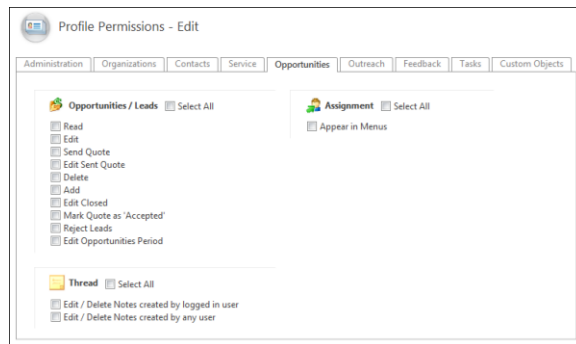 Profile Permissions - Edit
Administration Organizations Contacts Service Opportunities Outreach Feedback Tasks Custom Objects
Opportunities / Leads Select All
Read
Edit
Send Quote
Edit Sent Quote
Delete
Add
Edit Closed
Mark Quote as 'Accepted'
Reject Leads
Edit Opportunities Period
Assignment Select All
Appear in Menus
Thread Select All
Edit / Delete Notes created by logged in user
Edit / Delete Notes created by any user